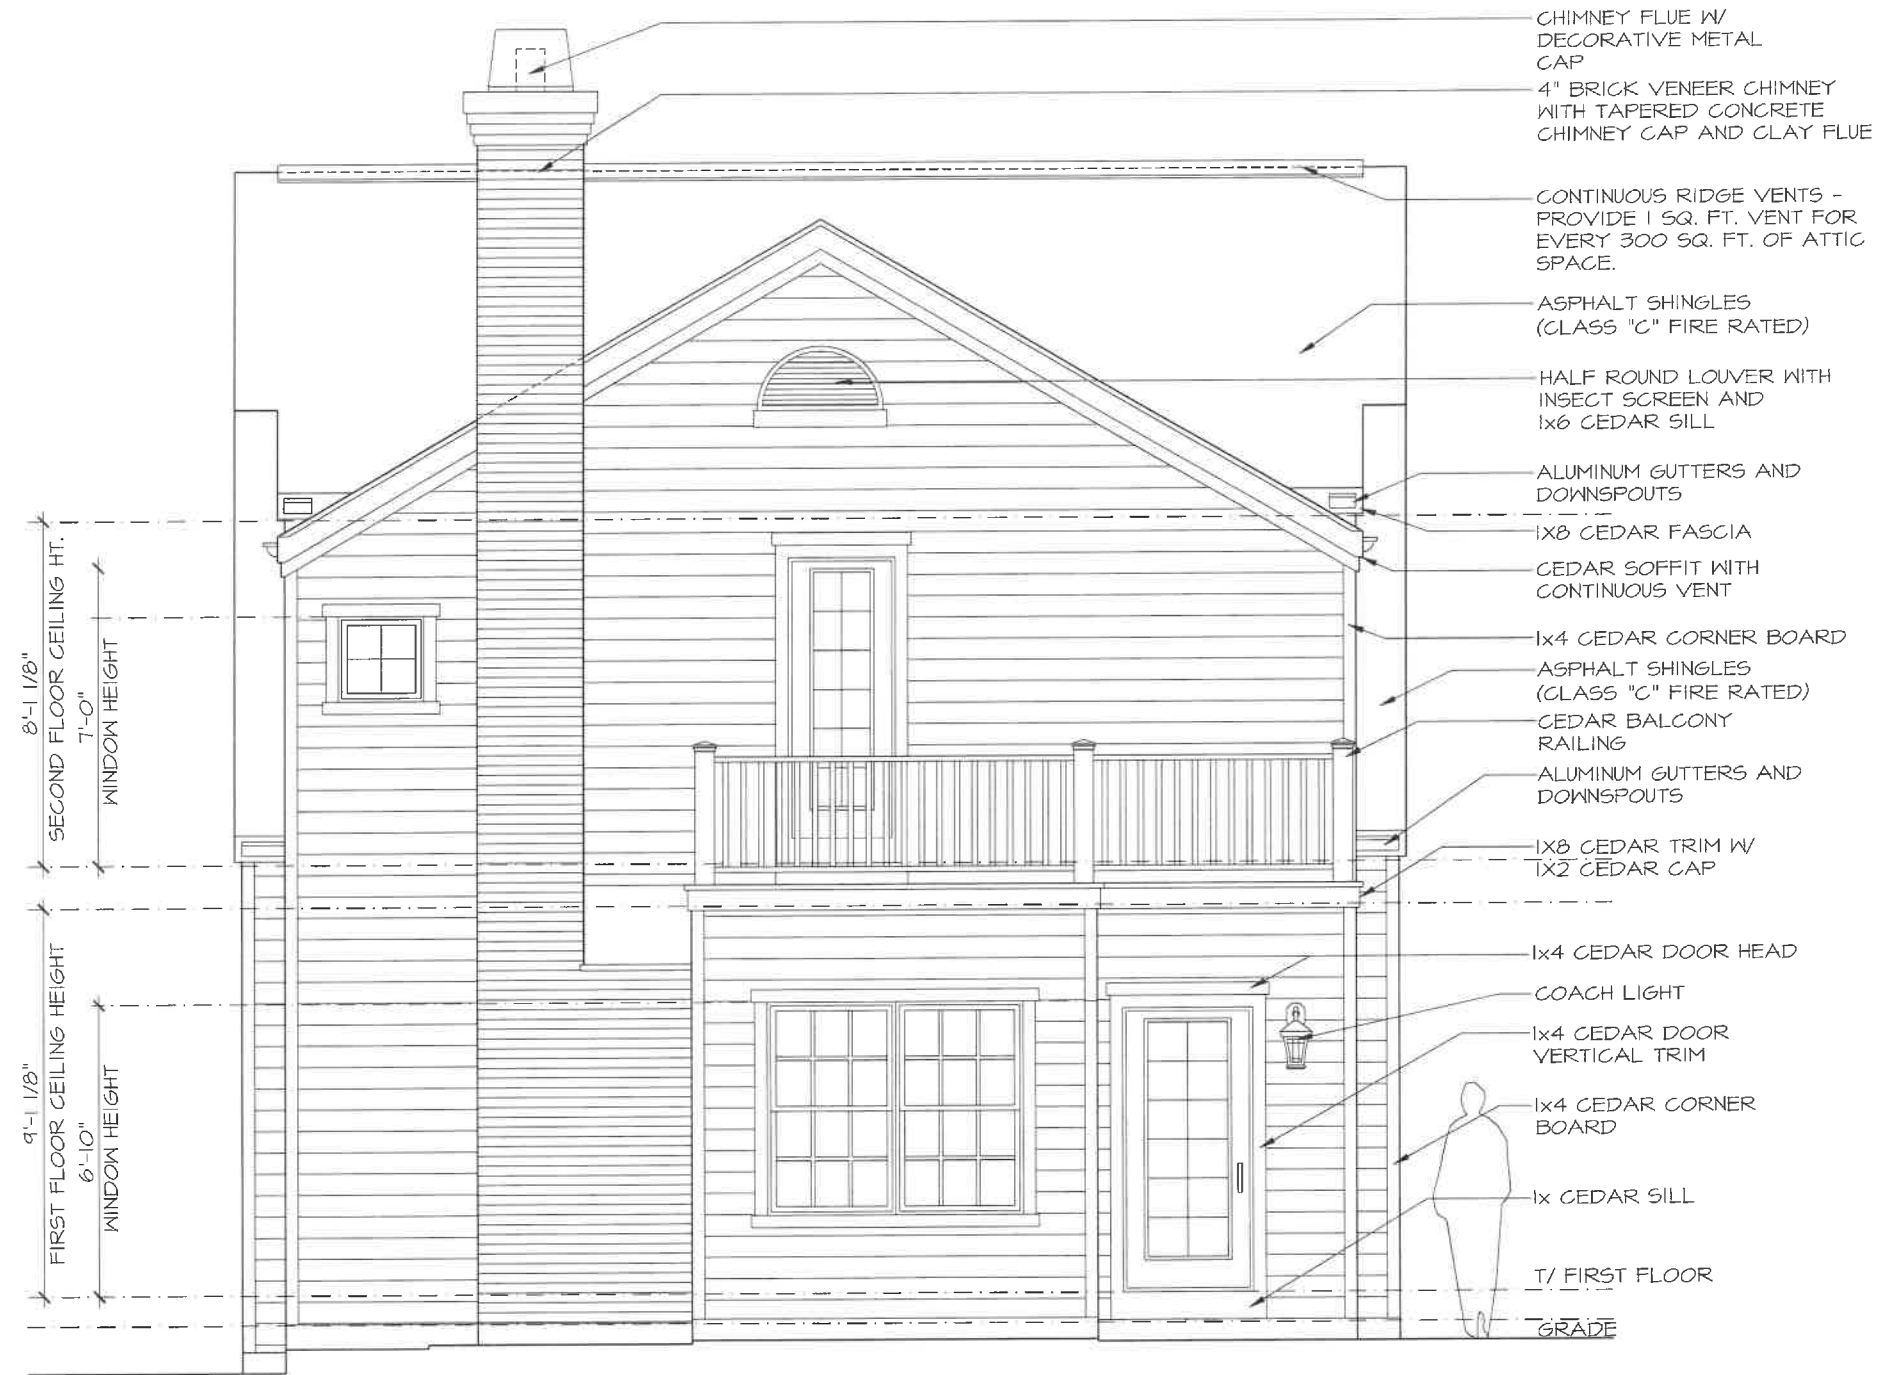 CHIMNEY FLUE W/
DECORATIVE METAL
CAP
4" BRICK VENEER CHIMNEY
WITH TAPERED CONCRETE
CHIMNEY CAP AND CLAY FLUE
CONTINUOUS RIDGE VENTS -
PROVIDE 1 SQ. FT. VENT FOR
EVERY 300 SQ. FT. OF ATTIC
SPACE.
ASPHALT SHINGLES
(CLASS "C" FIRE RATED)
HALF ROUND LOUVER WITH
INSECT SCREEN AND
1x6 CEDAR SILL
ALUMINUM GUTTERS AND
DOWNSPOUTS
1X8 CEDAR FASCIA
CEDAR SOFFIT WITH
CONTINUOUS VENT
1x4 CEDAR CORNER BOARD
ASPHALT SHINGLES
(CLASS "C" FIRE RATED)
CEDAR BALCONY
RAILING
ALUMINUM GUTTERS AND
DOWNSPOUTS
1X8 CEDAR TRIM W/
1X2 CEDAR CAP
1x4 CEDAR DOOR HEAD
COACH LIGHT
1x4 CEDAR DOOR
VERTICAL TRIM
1x4 CEDAR CORNER
BOARD
1x CEDAR SILL
T/ FIRST FLOOR
GRADE
8'-1 1/8"
SECOND FLOOR CEILING HT.
7'-0"
WINDOW HEIGHT
9'-1 1/8"
FIRST FLOOR CEILING HEIGHT
6'-10"
WINDOW HEIGHT